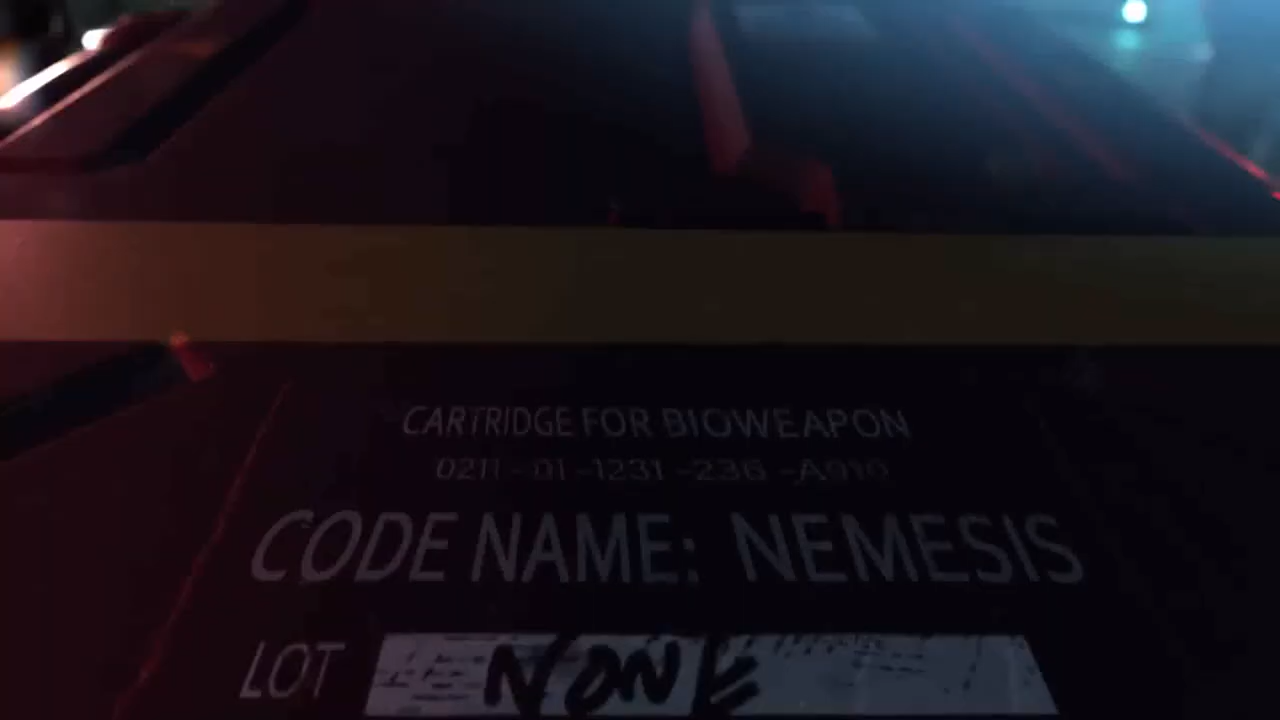 CARTRIDGE FOR BIOWEAPON
0211-01-1231-236-A910
CODE NAME: NEMESIS
LOT NONE